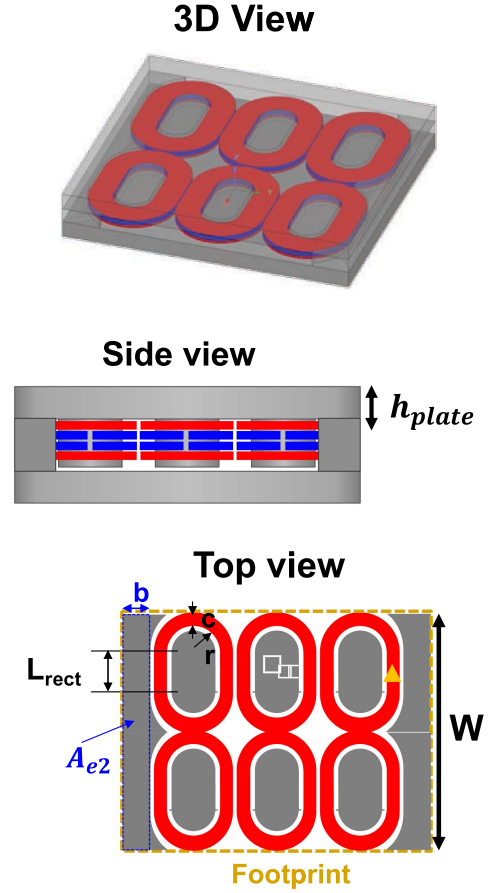 3D View
Side view
h_plate
Top view
b
c
r
L_rect
A_e2
W
Footprint